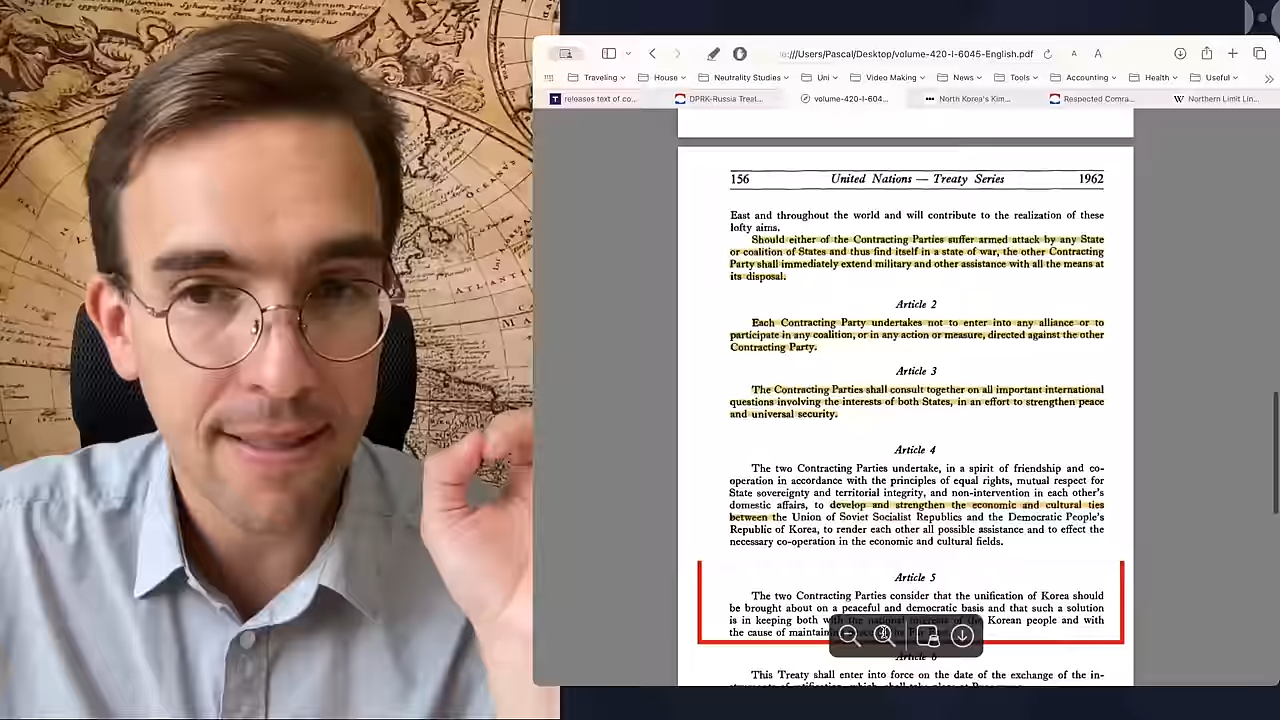 :///Users/Pascal/Desktop/volume-420-I-6045-English.pdf
A A
Traveling House Neutrality Studies Uni Video Making News Tools Accounting Health Useful
releases text of co... DPRK-Russia Treat... volume-420-I-604... North Korea's Kim... Respected Comra... Northern Limit Lin...
156 United Nations — Treaty Series 1962
East and throughout the world and will contribute to the realization of these
lofty aims.
Should either of the Contracting Parties suffer armed attack by any State
or coalition of States and thus find itself in a state of war, the other Contracting
Party shall immediately extend military and other assistance with all the means at
its disposal.
Article 2
Each Contracting Party undertakes not to enter into any alliance or to
participate in any coalition, or in any action or measure, directed against the other
Contracting Party.
Article 3
The Contracting Parties shall consult together on all important international
questions involving the interests of both States, in an effort to strengthen peace
and universal security.
Article 4
The two Contracting Parties undertake, in a spirit of friendship and co-
operation in accordance with the principles of equal rights, mutual respect for
State sovereignty and territorial integrity, and non-intervention in each other's
domestic affairs, to develop and strengthen the economic and cultural ties
between the Union of Soviet Socialist Republics and the Democratic People's
Republic of Korea, to render each other all possible assistance and to effect the
necessary co-operation in the economic and cultural fields.
Article 5
The two Contracting Parties consider that the unification of Korea should
be brought about on a peaceful and democratic basis and that such a solution
is in keeping both with the national interests of the Korean people and with
the cause of
Article 6
This Treaty shall enter into force on the date of the exchange of the in-